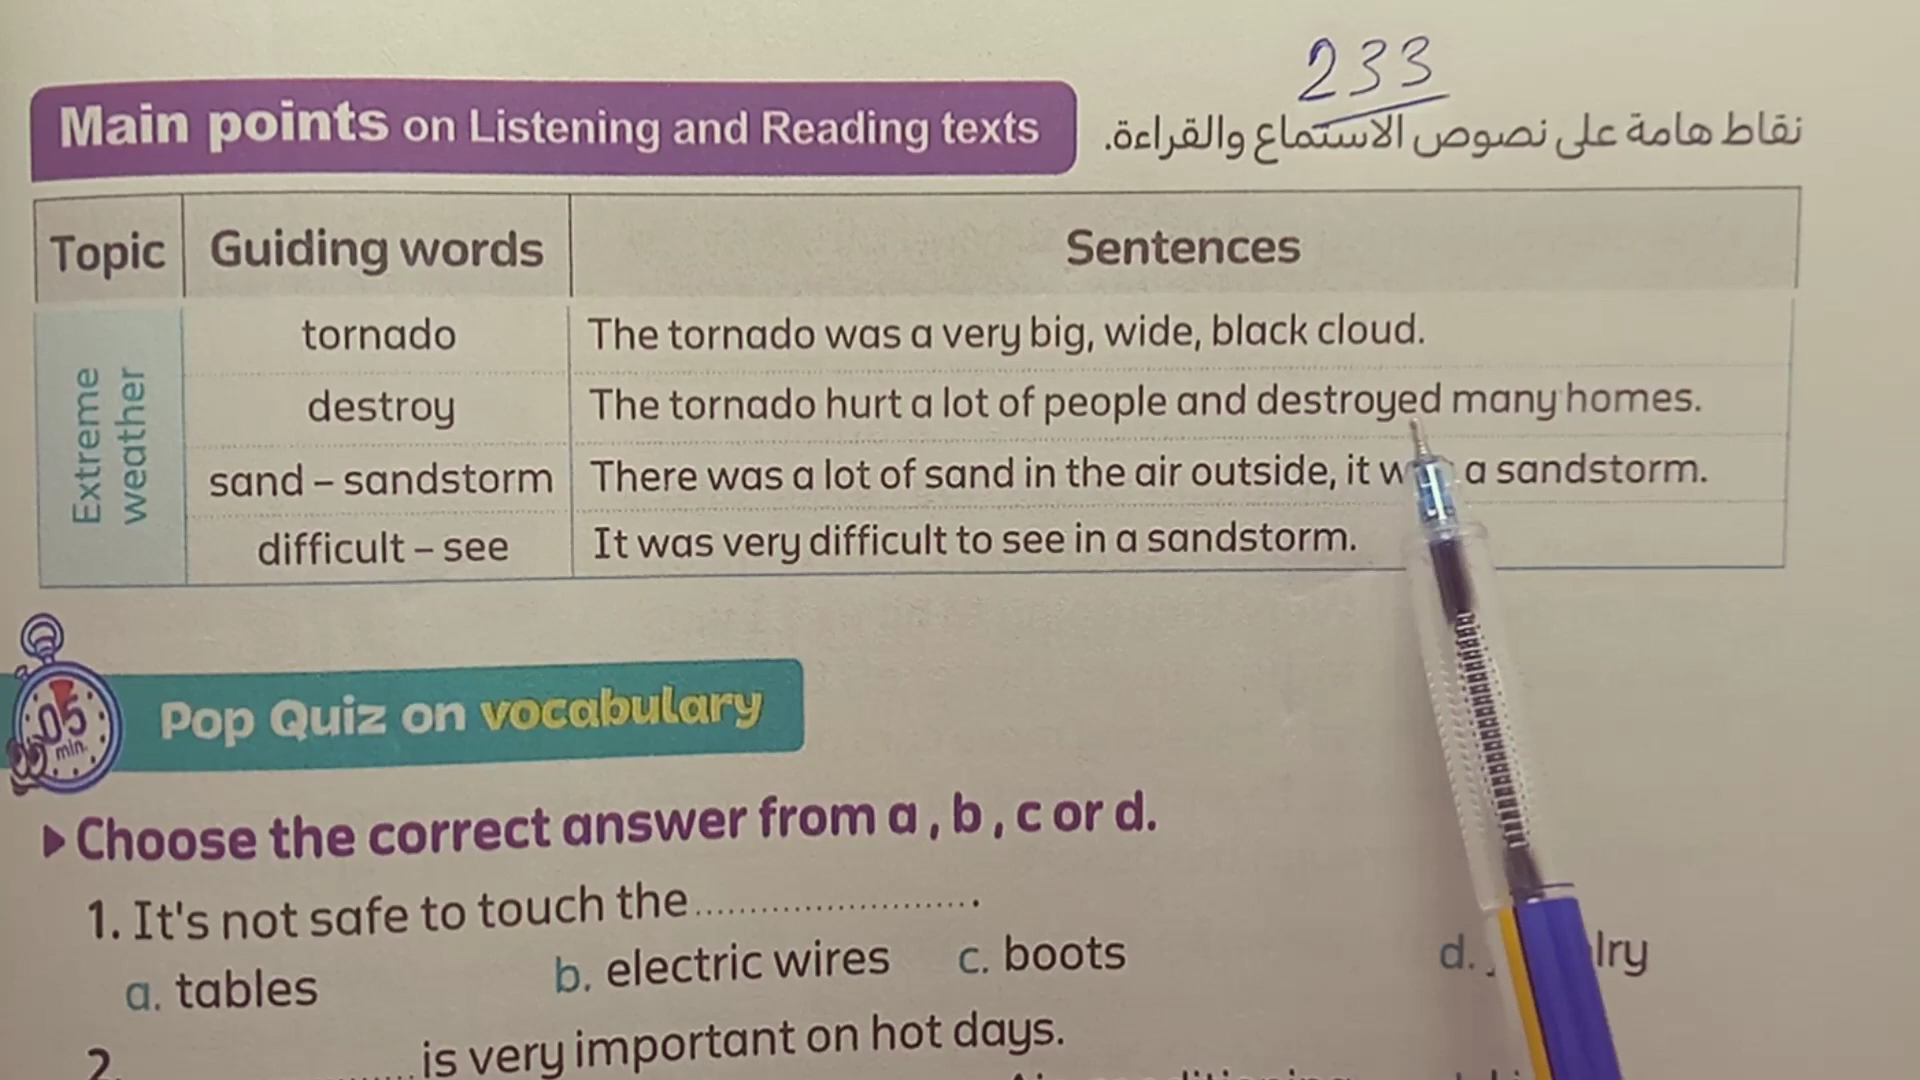 233
Main points on Listening and Reading texts
نقاط هامة على نصوص الاستماع والقراءة.
Topic Guiding words Sentences
Extreme weather
tornado The tornado was a very big, wide, black cloud.
destroy The tornado hurt a lot of people and destroyed many homes.
sand – sandstorm There was a lot of sand in the air outside, it a sandstorm.
difficult – see It was very difficult to see in a sandstorm.
05 min.
Pop Quiz on vocabulary
Choose the correct answer from a , b , c or d.
1. It's not safe to touch the ........................ .
a. tables b. electric wires c. boots d. lry
2. ........................ is very important on hot days.